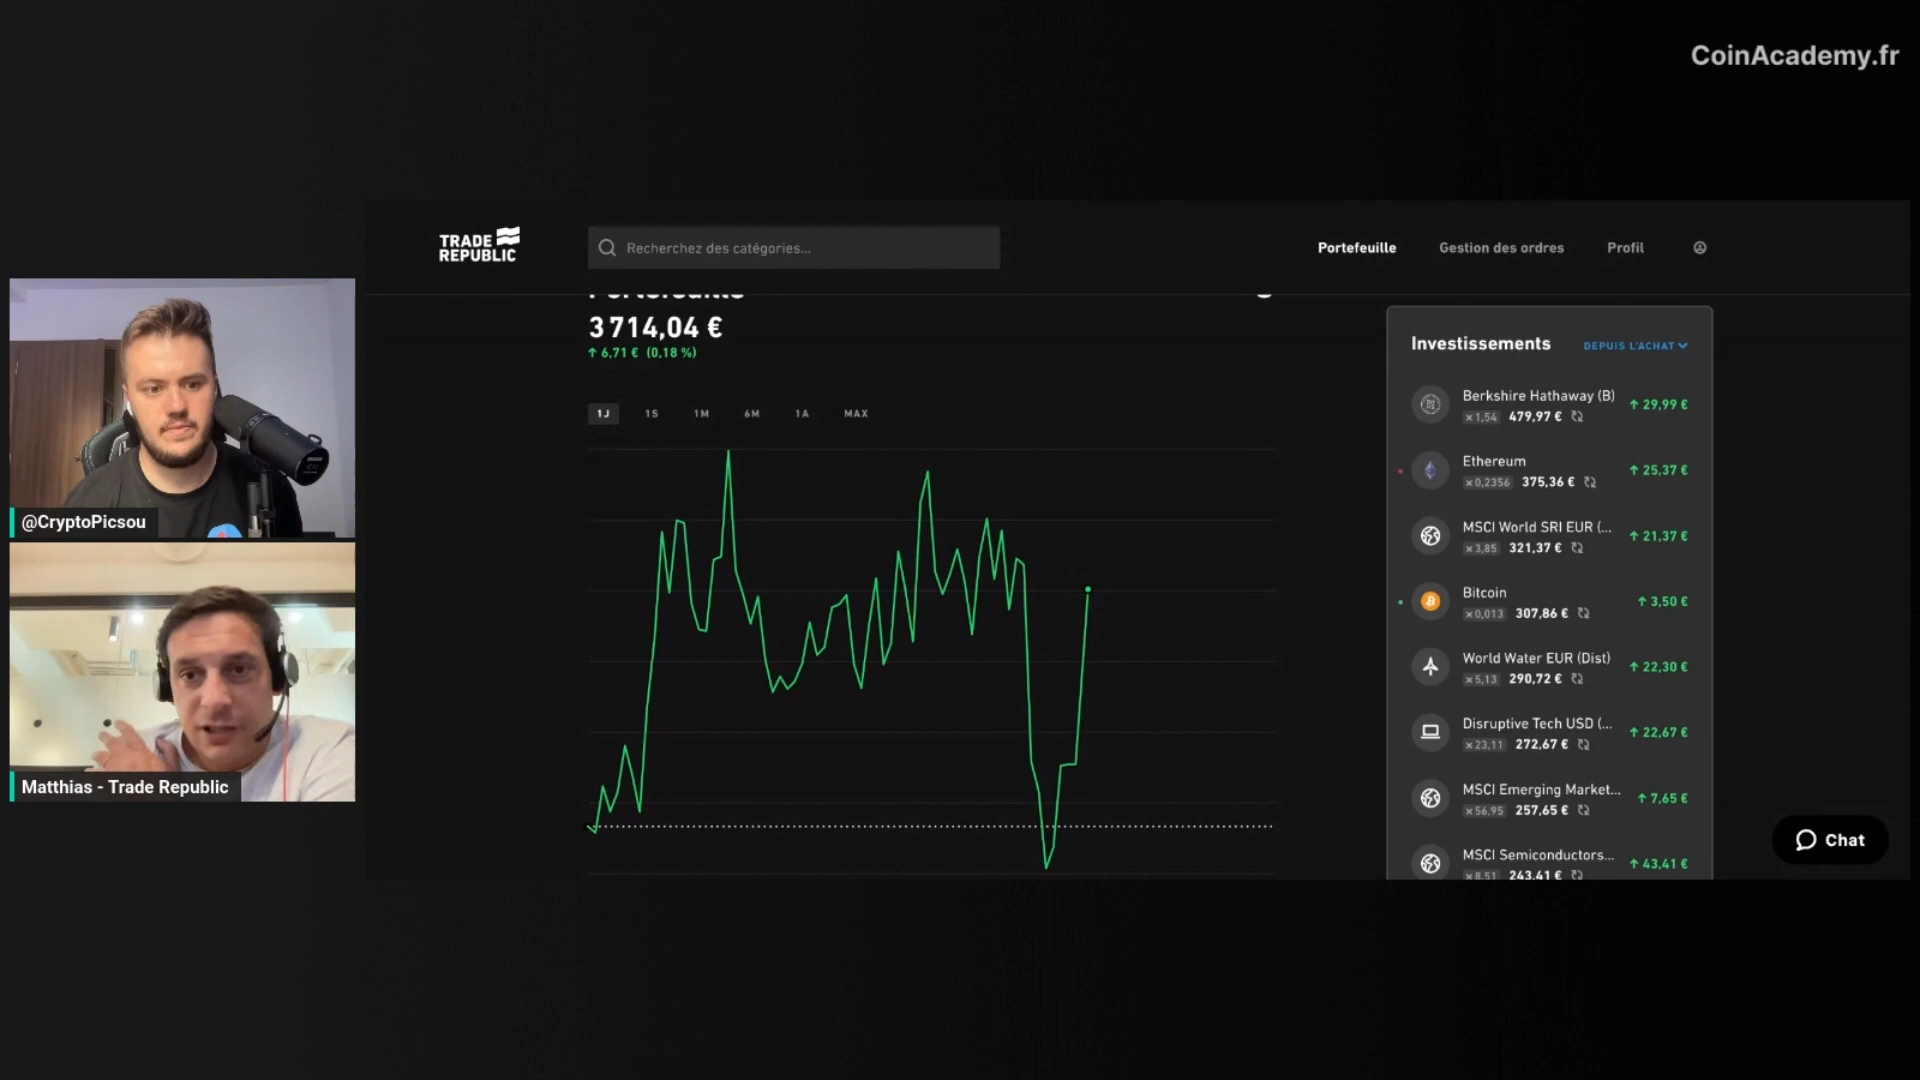 CoinAcademy.fr
TRADE REPUBLIC
Recherchez des catégories...
Portefeuille
Gestion des ordres
Profil
Portefeuille
3 714,04 €
↑ 6,71 € (0,18 %)
1J 1S 1M 6M 1A MAX
@CryptoPicsou
Matthias - Trade Republic
Investissements
DEPUIS L'ACHAT
Berkshire Hathaway (B)
×1,54 479,97 €
↑ 29,99 €
Ethereum
×0,2356 375,36 €
↑ 25,37 €
MSCI World SRI EUR (...
×3,85 321,37 €
↑ 21,37 €
Bitcoin
×0,013 307,86 €
↑ 3,50 €
World Water EUR (Dist)
×5,13 290,72 €
↑ 22,30 €
Disruptive Tech USD (...
×23,11 272,67 €
↑ 22,67 €
MSCI Emerging Market...
×56,95 257,65 €
↑ 7,65 €
MSCI Semiconductors...
×8,51 243,41 €
↑ 43,41 €
Chat